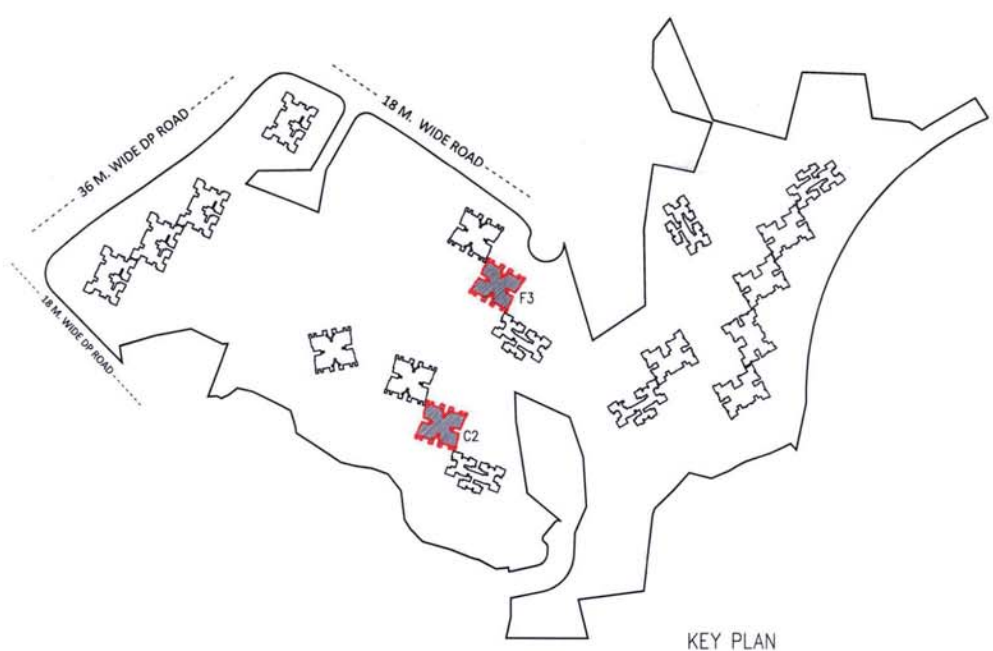 36 M. WIDE DP ROAD
18 M. WIDE ROAD
18 M. WIDE DP ROAD
F3
C2
KEY PLAN